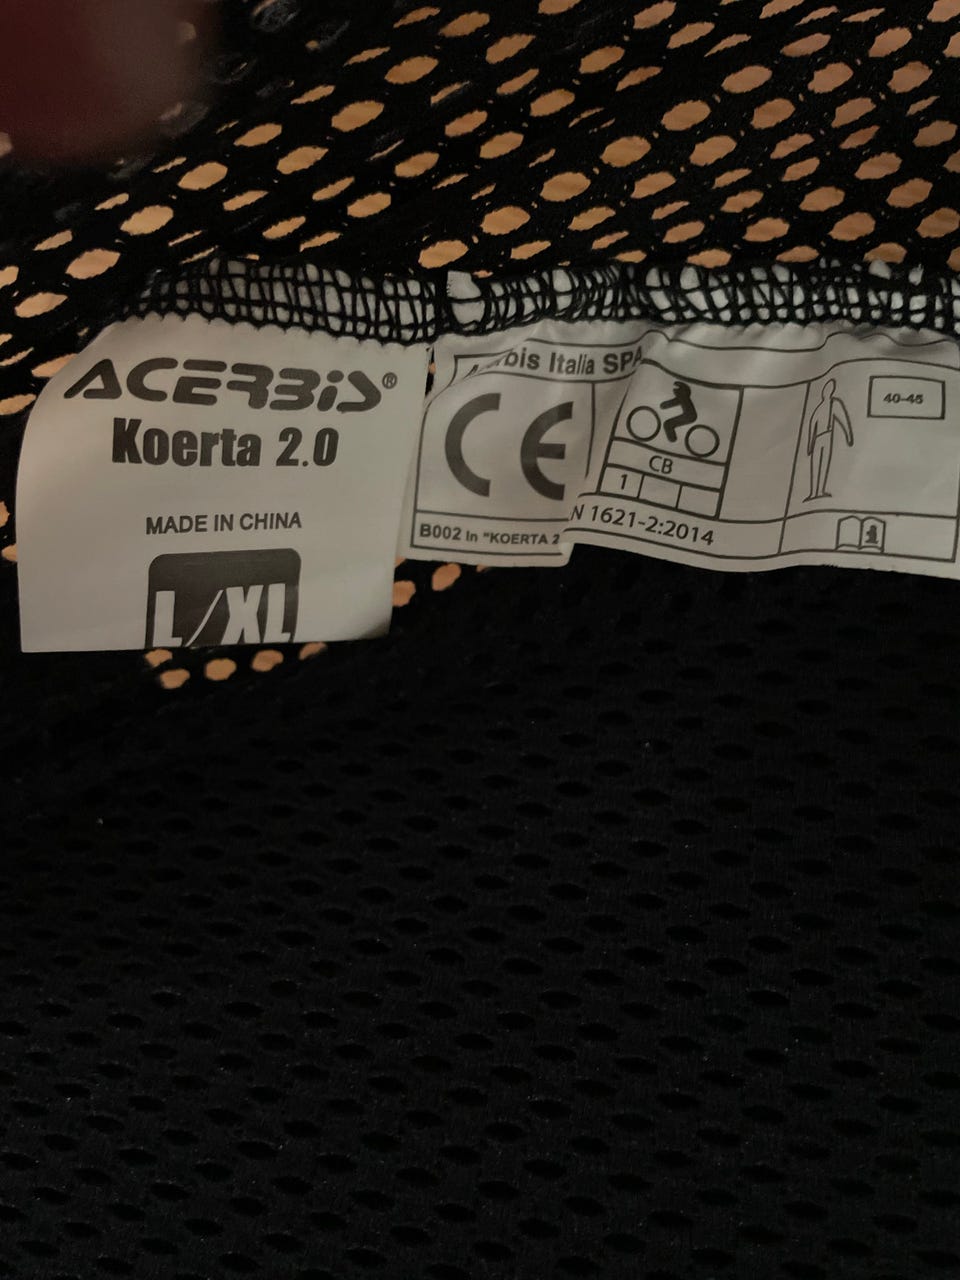 ACERBIS®
Koerta 2.0
MADE IN CHINA
L/XL
Italia SPA
CE
B002 In "KOERTA 2
CB
1
N 1621-2:2014
40-45
i